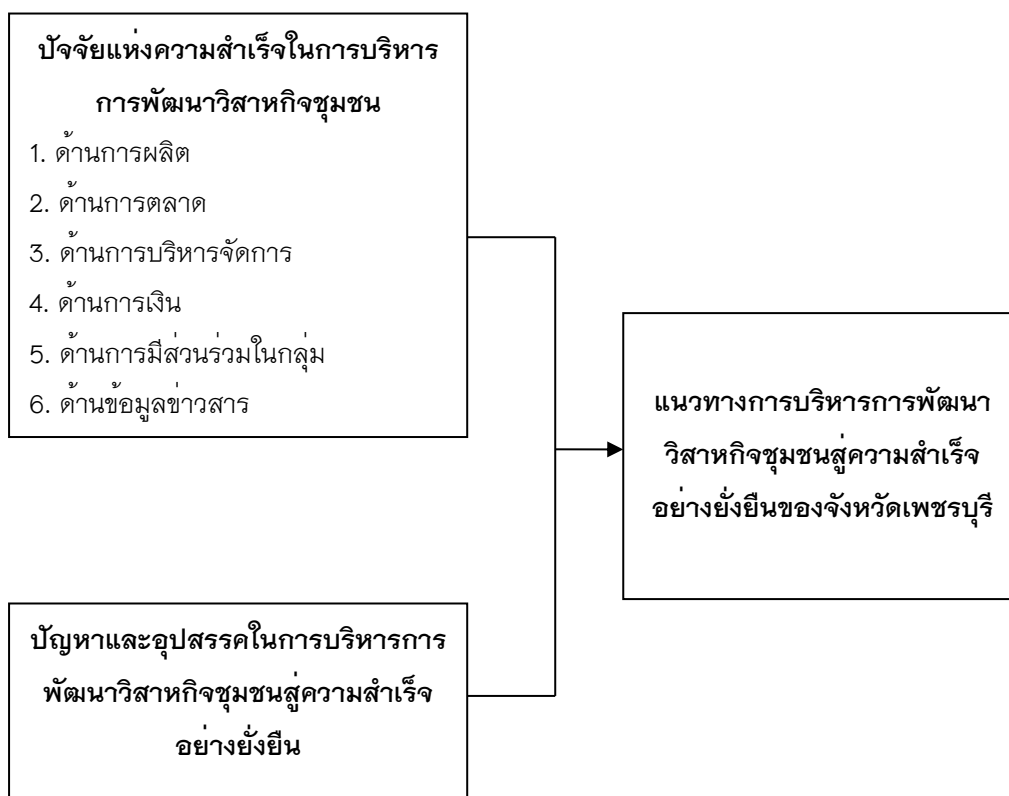 ปัจจัยแห่งความสำเร็จในการบริหาร
การพัฒนาวิสาหกิจชุมชน
1. ด้านการผลิต
2. ด้านการตลาด
3. ด้านการบริหารจัดการ
4. ด้านการเงิน
5. ด้านการมีส่วนร่วมในกลุ่ม
6. ด้านข้อมูลข่าวสาร
แนวทางการบริหารการพัฒนา
วิสาหกิจชุมชนสู่ความสำเร็จ
อย่างยั่งยืนของจังหวัดเพชรบุรี
ปัญหาและอุปสรรคในการบริหารการ
พัฒนาวิสาหกิจชุมชนสู่ความสำเร็จ
อย่างยั่งยืน